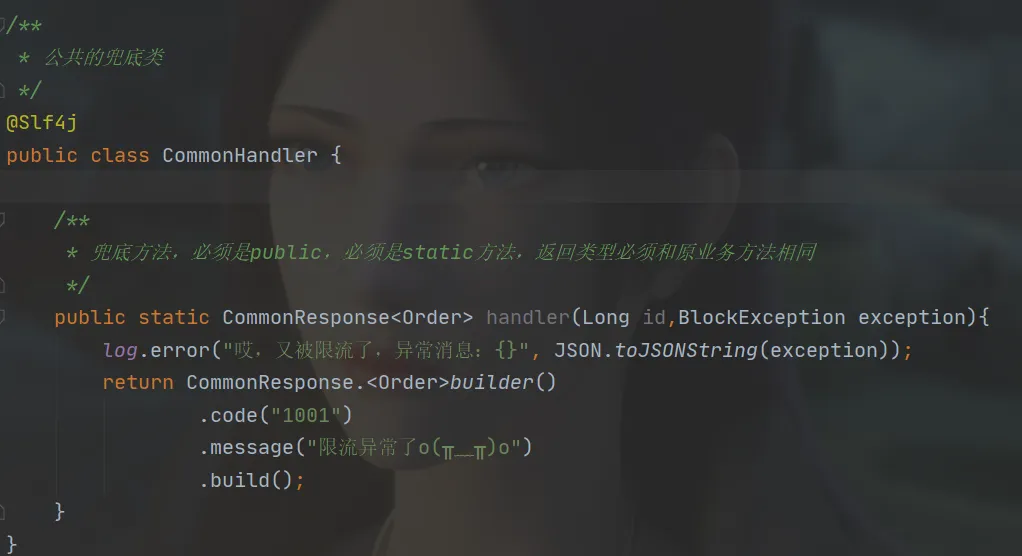 /**
 * 公共的兜底类
 */
@Slf4j
public class CommonHandler {
/**
 * 兜底方法，必须是public，必须是static方法，返回类型必须和原业务方法相同
 */
public static CommonResponse<Order> handler(Long id,BlockException exception){
log.error("哎，又被限流了，异常消息：{}", JSON.toJSONString(exception));
return CommonResponse.<Order>builder()
.code("1001")
.message("限流异常了o(╥﹏╥)o")
.build();
}
}